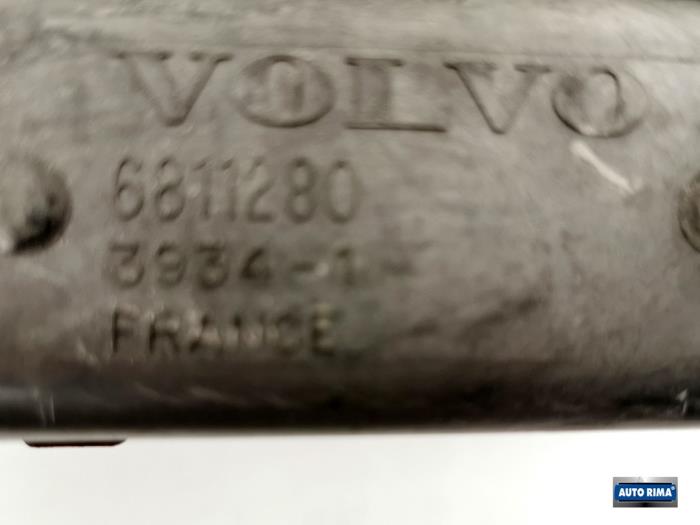 VOLVO
6811280
3934-1-
FRANCE
AUTO RIMA